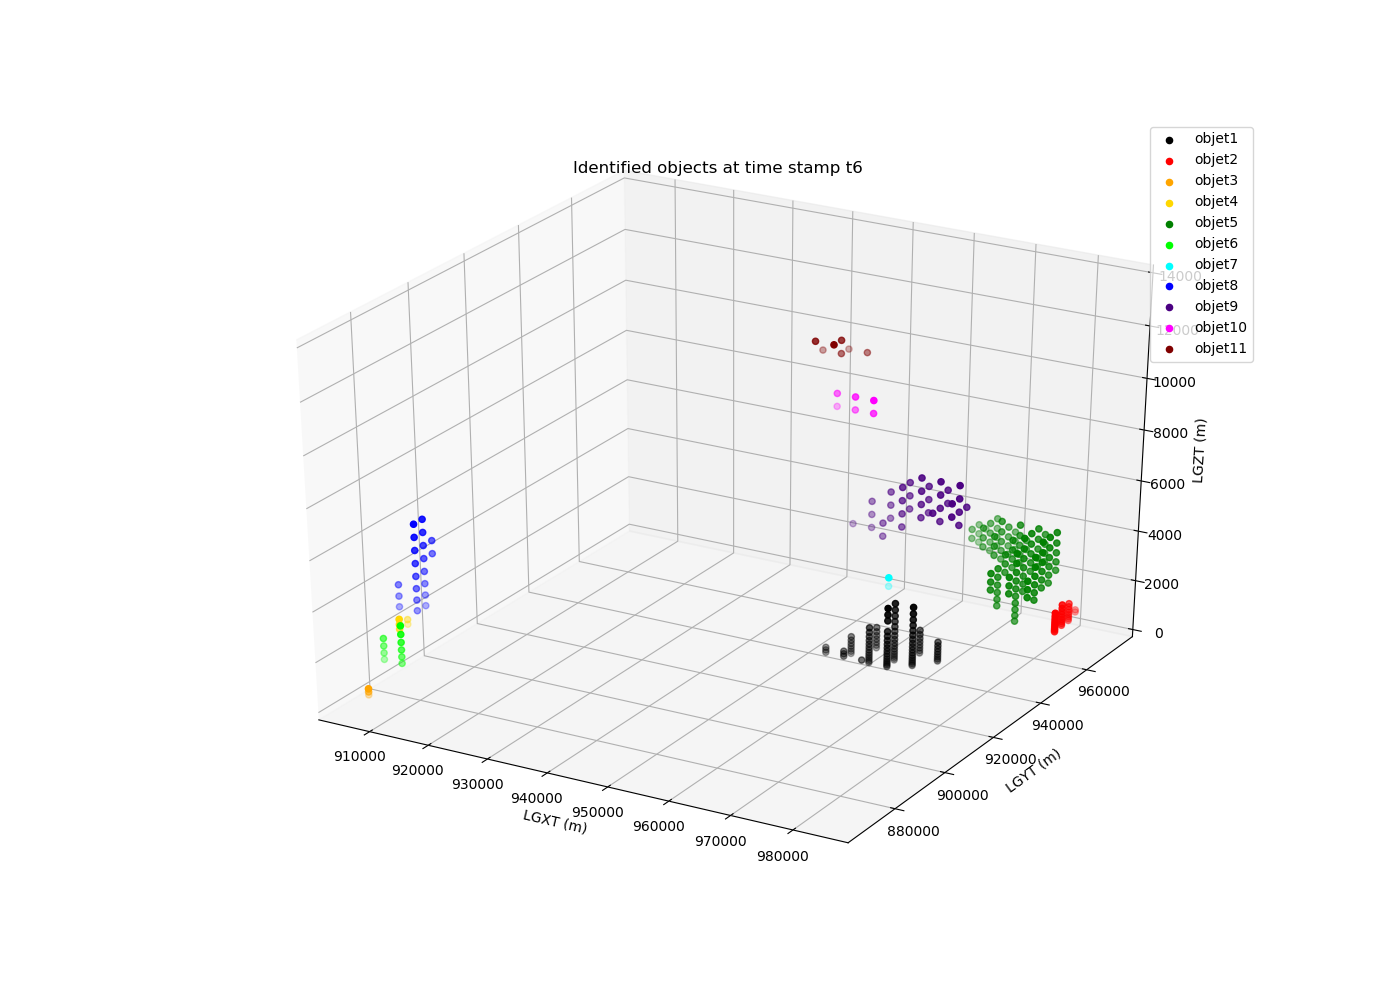 Identified objects at time stamp t6
objet1
objet2
objet3
objet4
objet5
objet6
objet7
objet8
objet9
objet10
objet11
14000
12000
10000
8000
6000
4000
2000
0
LGZT (m)
960000
940000
920000
900000
880000
LGYT (m)
910000
920000
930000
940000
950000
960000
970000
980000
LGXT (m)